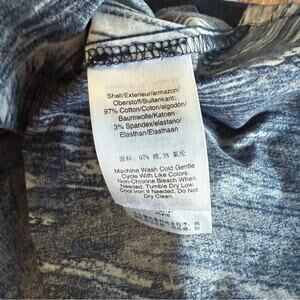 Shell/Exterieur/armazon/
Oberstoff/Buitenkant:
97% Cotton/Coton/algodón/
Baumwolle/Katoen
3% Spandex/elastano/
Elasthan/Elasthaan
面料: 97% 棉, 3% 氨纶
Machine Wash Cold Gentle
Cycle With Like Colors.
Non-Chlorine Bleach When
Needed. Tumble Dry Low.
Cool Iron If Needed. Do Not
Dry Clean.